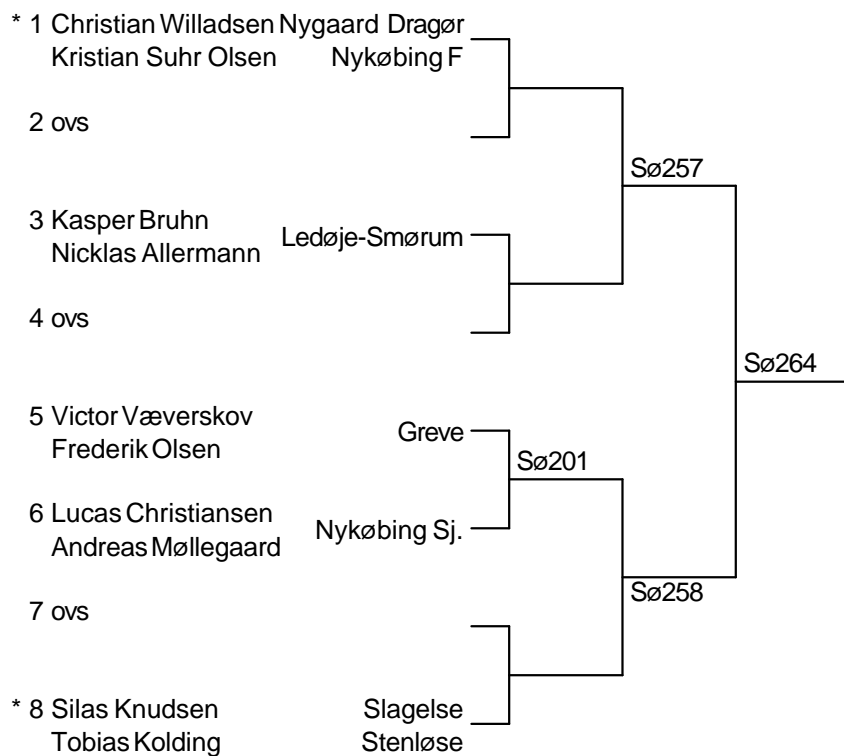 * 1 Christian Willadsen Nygaard Dragør
Kristian Suhr Olsen Nykøbing F
2 ovs
Sø257
3 Kasper Bruhn Ledøje-Smørum
Nicklas Allermann
4 ovs
Sø264
5 Victor Væverskov Greve
Frederik Olsen
Sø201
6 Lucas Christiansen Nykøbing Sj.
Andreas Møllegaard
Sø258
7 ovs
* 8 Silas Knudsen Slagelse
Tobias Kolding Stenløse